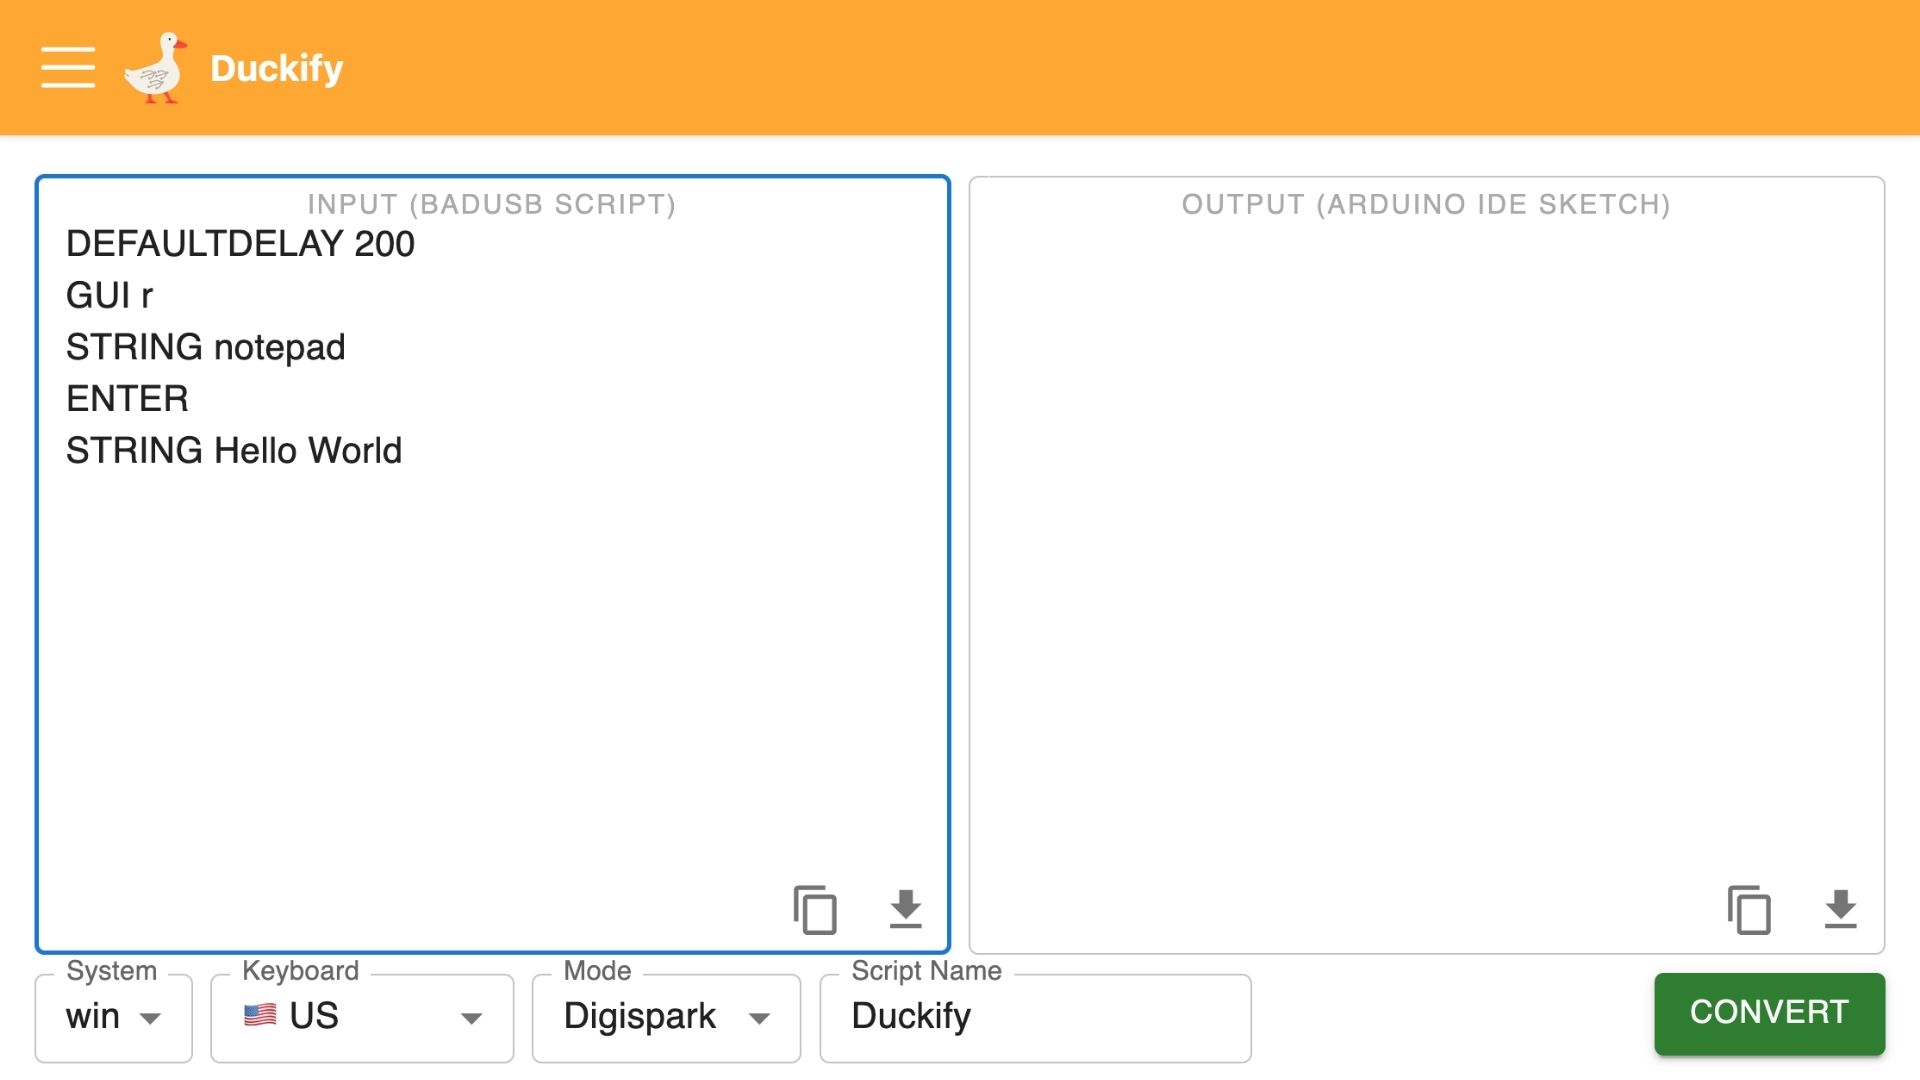 Duckify
INPUT (BADUSB SCRIPT)
DEFAULTDELAY 200
GUI r
STRING notepad
ENTER
STRING Hello World
OUTPUT (ARDUINO IDE SKETCH)
System
win
Keyboard
🇺🇸 US
Mode
Digispark
Script Name
Duckify
CONVERT